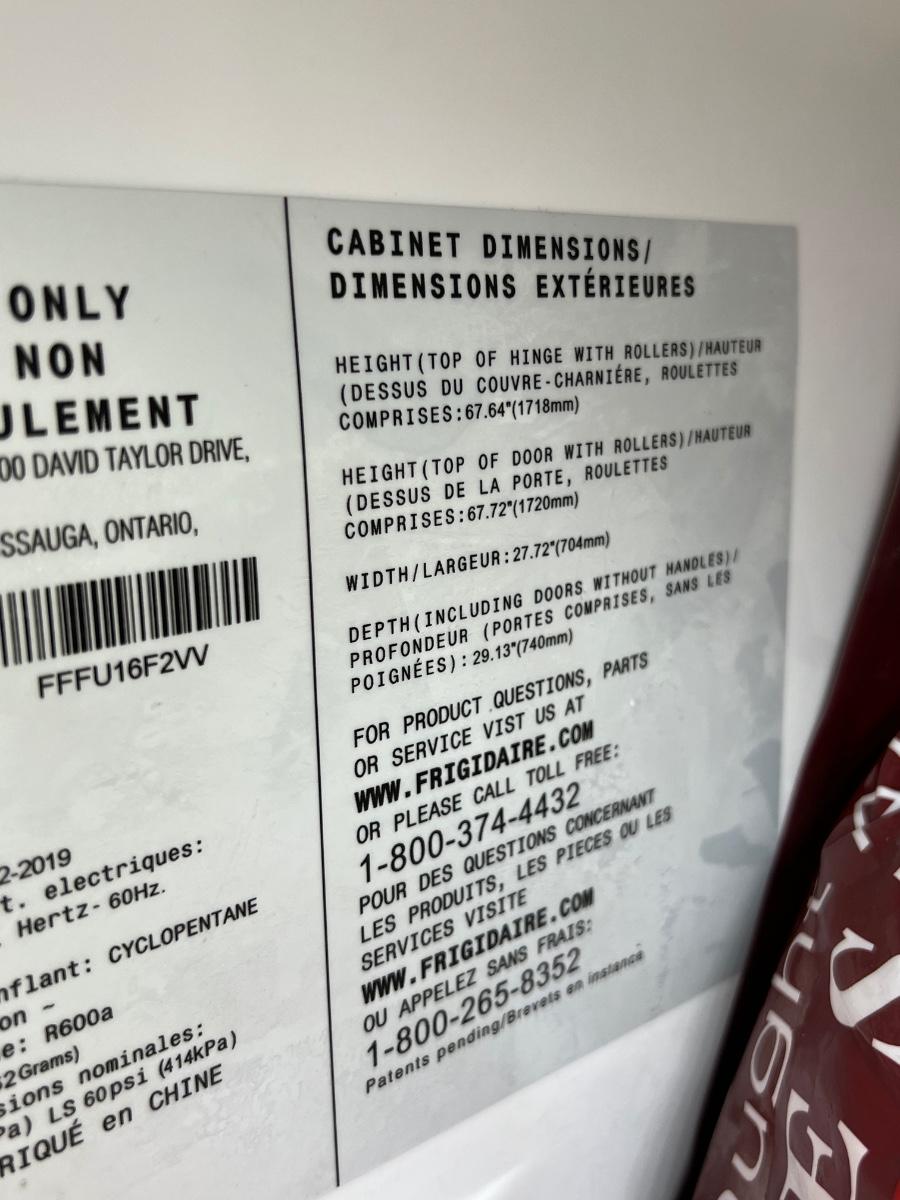 ONLY
NON
ULEMENT
00 DAVID TAYLOR DRIVE,
SSAUGA, ONTARIO,
FFFU16F2VV
2-2019
t. electriques:
Hertz- 60Hz.
nflant: CYCLOPENTANE
on ~
e: R600a
2Grams)
sions nominales:
Pa) LS 60psi (414kPa)
RIQUÉ en CHINE
CABINET DIMENSIONS/
DIMENSIONS EXTÉRIEURES
HEIGHT(TOP OF HINGE WITH ROLLERS)/HAUTEUR
(DESSUS DU COUVRE-CHARNIÉRE, ROULETTES
COMPRISES:67.64"(1718mm)
HEIGHT(TOP OF DOOR WITH ROLLERS)/HAUTEUR
(DESSUS DE LA PORTE, ROULETTES
COMPRISES:67.72"(1720mm)
WIDTH/LARGEUR:27.72"(704mm)
DEPTH(INCLUDING DOORS WITHOUT HANDLES)/
PROFONDEUR (PORTES COMPRISES, SANS LES
POIGNÉES):29.13"(740mm)
FOR PRODUCT QUESTIONS, PARTS
OR SERVICE VIST US AT
WWW.FRIGIDAIRE.COM
OR PLEASE CALL TOLL FREE:
1-800-374-4432
POUR DES QUESTIONS CONCERNANT
LES PRODUITS, LES PIECES OU LES
SERVICES VISITE
WWW.FRIGIDAIRE.COM
OU APPELEZ SANS FRAIS:
1-800-265-8352
Patents pending/Brevets en instance